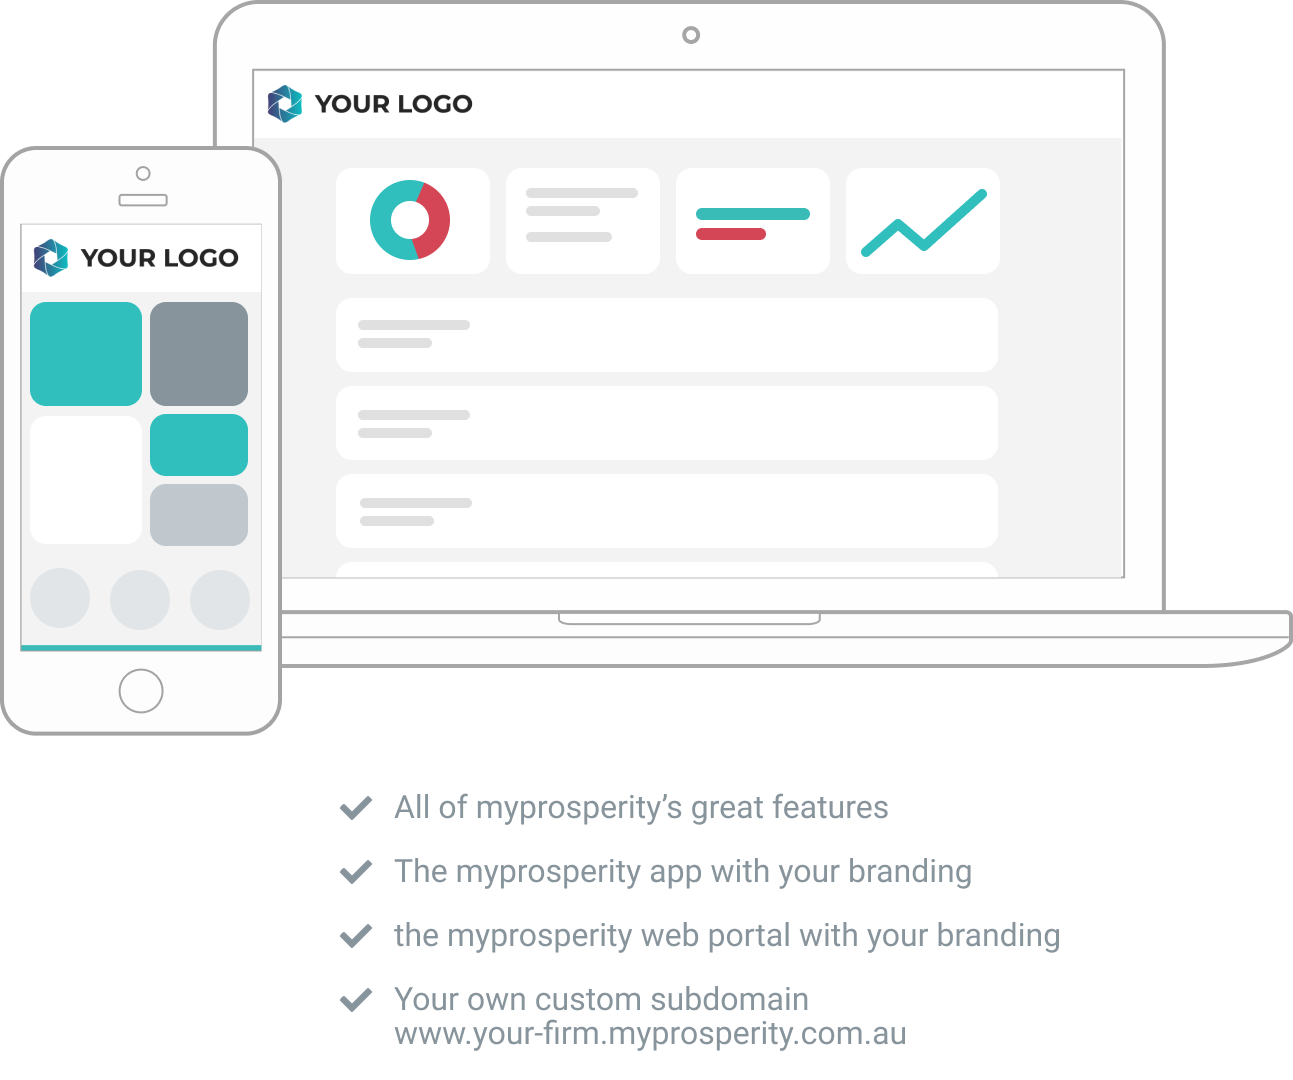 YOUR LOGO
YOUR LOGO
All of myprosperity’s great features
The myprosperity app with your branding
the myprosperity web portal with your branding
Your own custom subdomain
www.your-firm.myprosperity.com.au